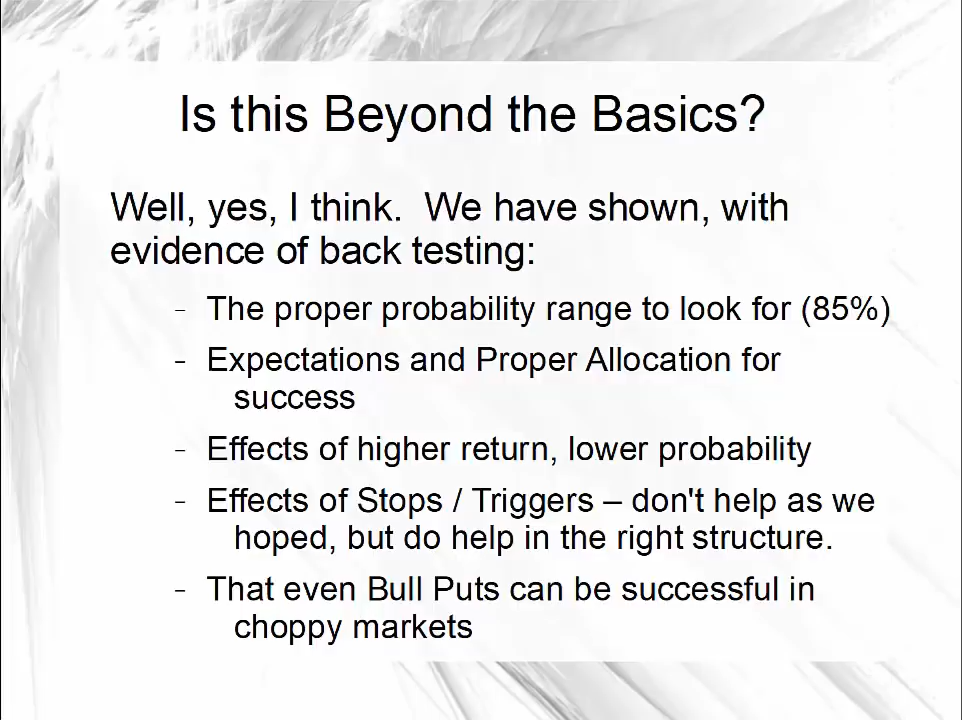 Is this Beyond the Basics?
Well, yes, I think.  We have shown, with
evidence of back testing:
– The proper probability range to look for (85%)
– Expectations and Proper Allocation for
success
– Effects of higher return, lower probability
– Effects of Stops / Triggers – don't help as we
hoped, but do help in the right structure.
– That even Bull Puts can be successful in
choppy markets